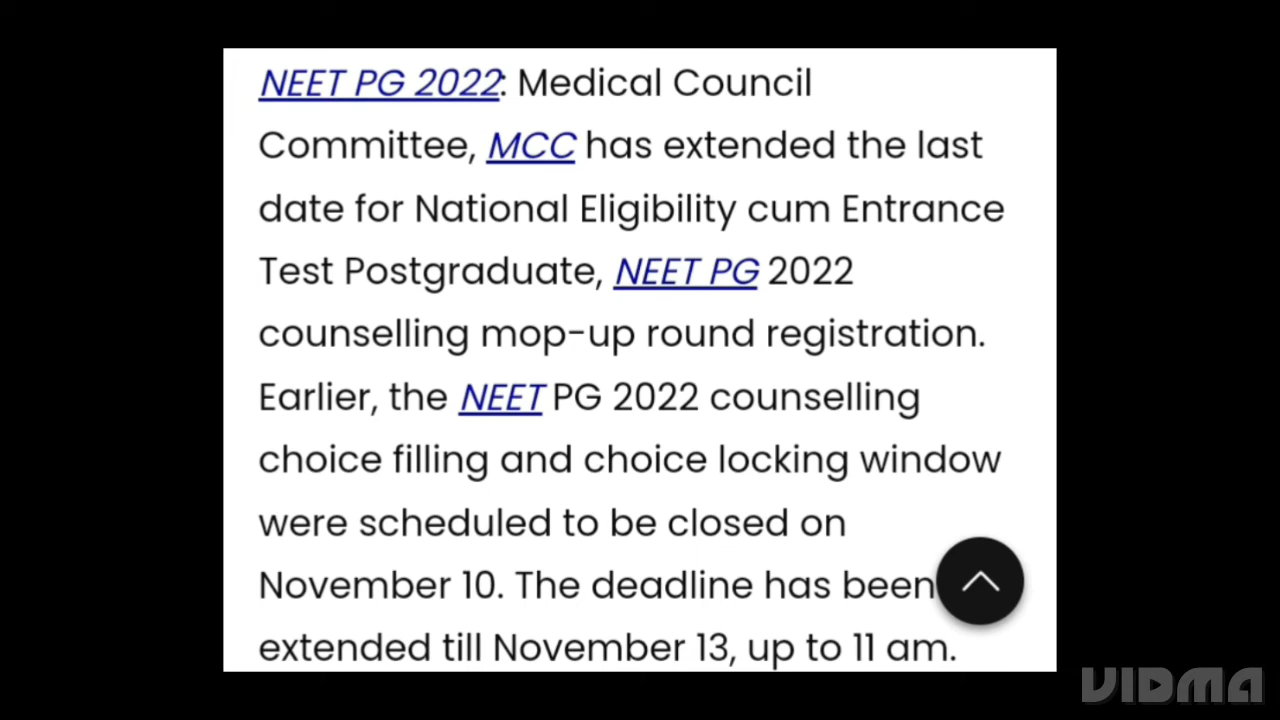 NEET PG 2022: Medical Council
Committee, MCC has extended the last
date for National Eligibility cum Entrance
Test Postgraduate, NEET PG 2022
counselling mop-up round registration.
Earlier, the NEET PG 2022 counselling
choice filling and choice locking window
were scheduled to be closed on
November 10. The deadline has been
extended till November 13, up to 11 am.
VIDMA